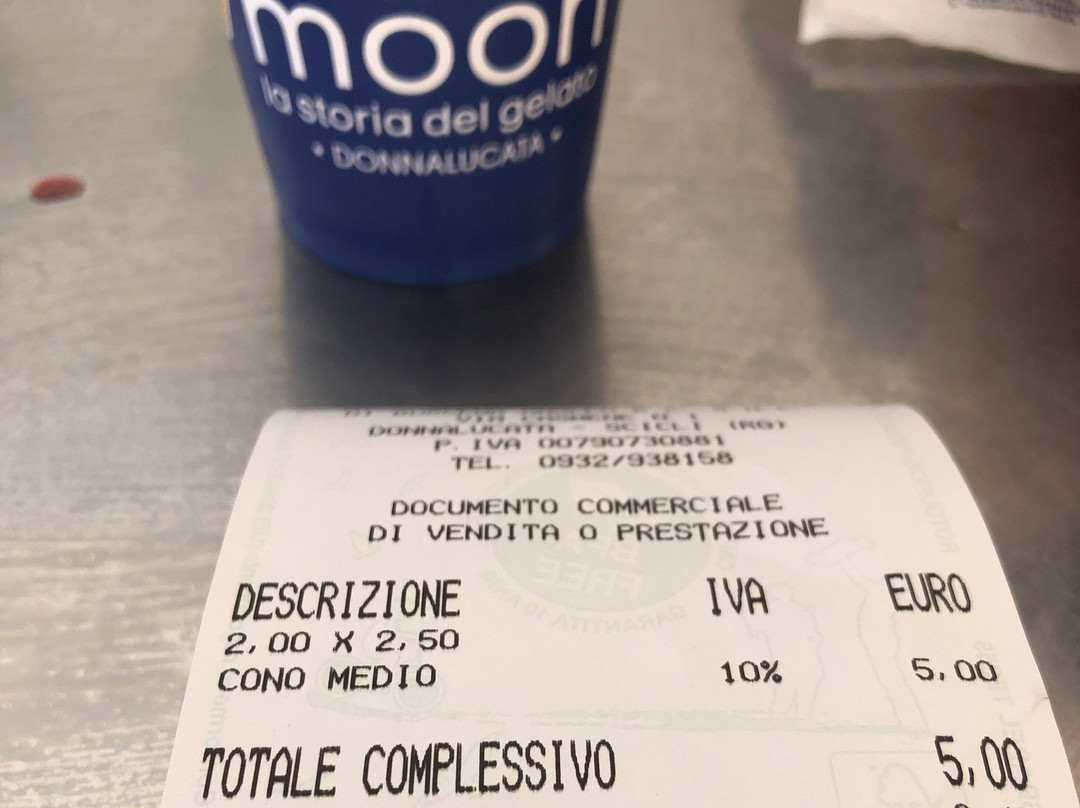 moon
la storia del gelato
• DONNALUCATA •
DONNALUCATA - SCICLI (RG)
P. IVA 00790730881
TEL. 0932/938158
DOCUMENTO COMMERCIALE
DI VENDITA O PRESTAZIONE
DESCRIZIONE IVA EURO
2,00 X 2,50
CONO MEDIO 10% 5,00
TOTALE COMPLESSIVO 5,00